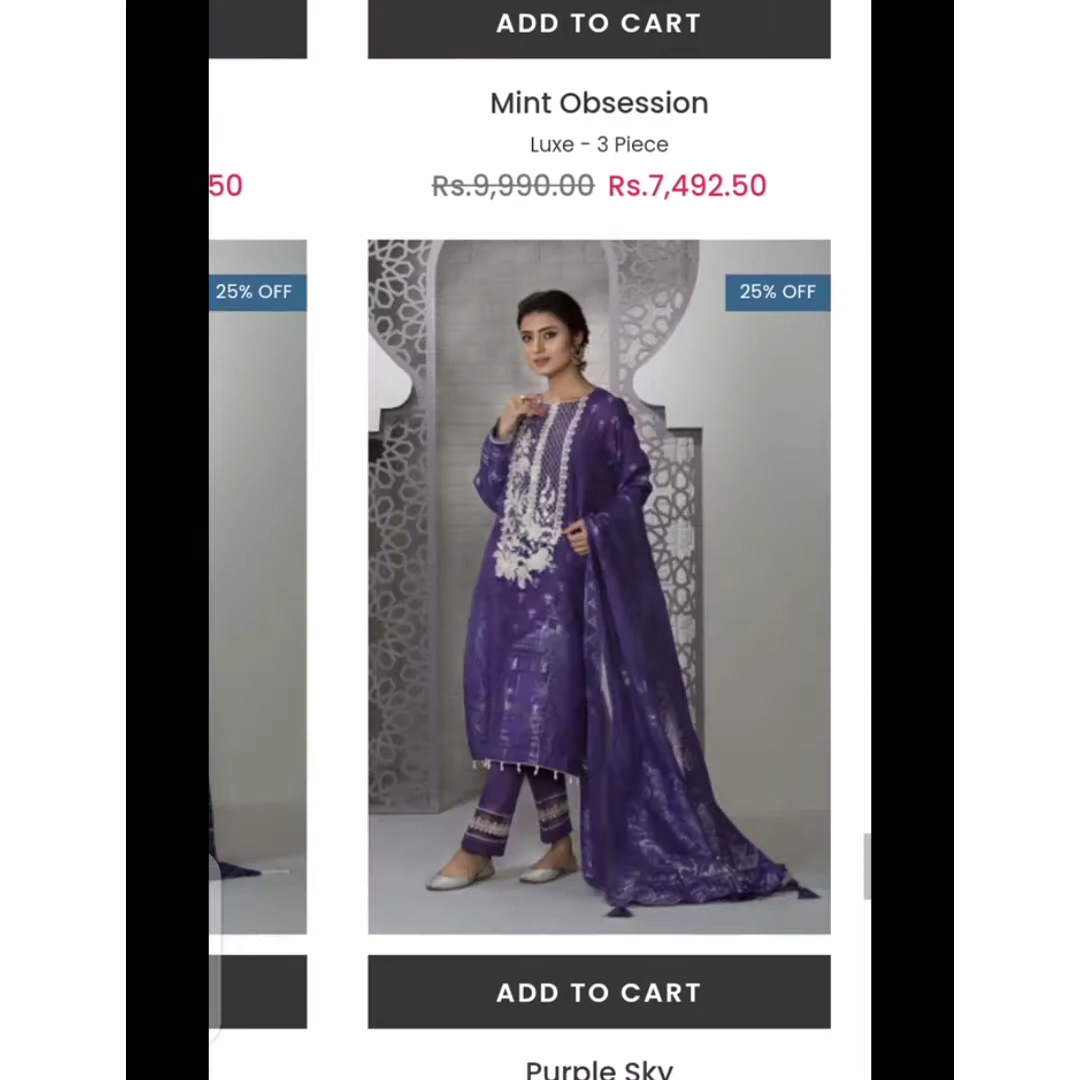 ADD TO CART
Mint Obsession
Luxe - 3 Piece
50
Rs.9,990.00 Rs.7,492.50
25% OFF
25% OFF
ADD TO CART
Purple Sky